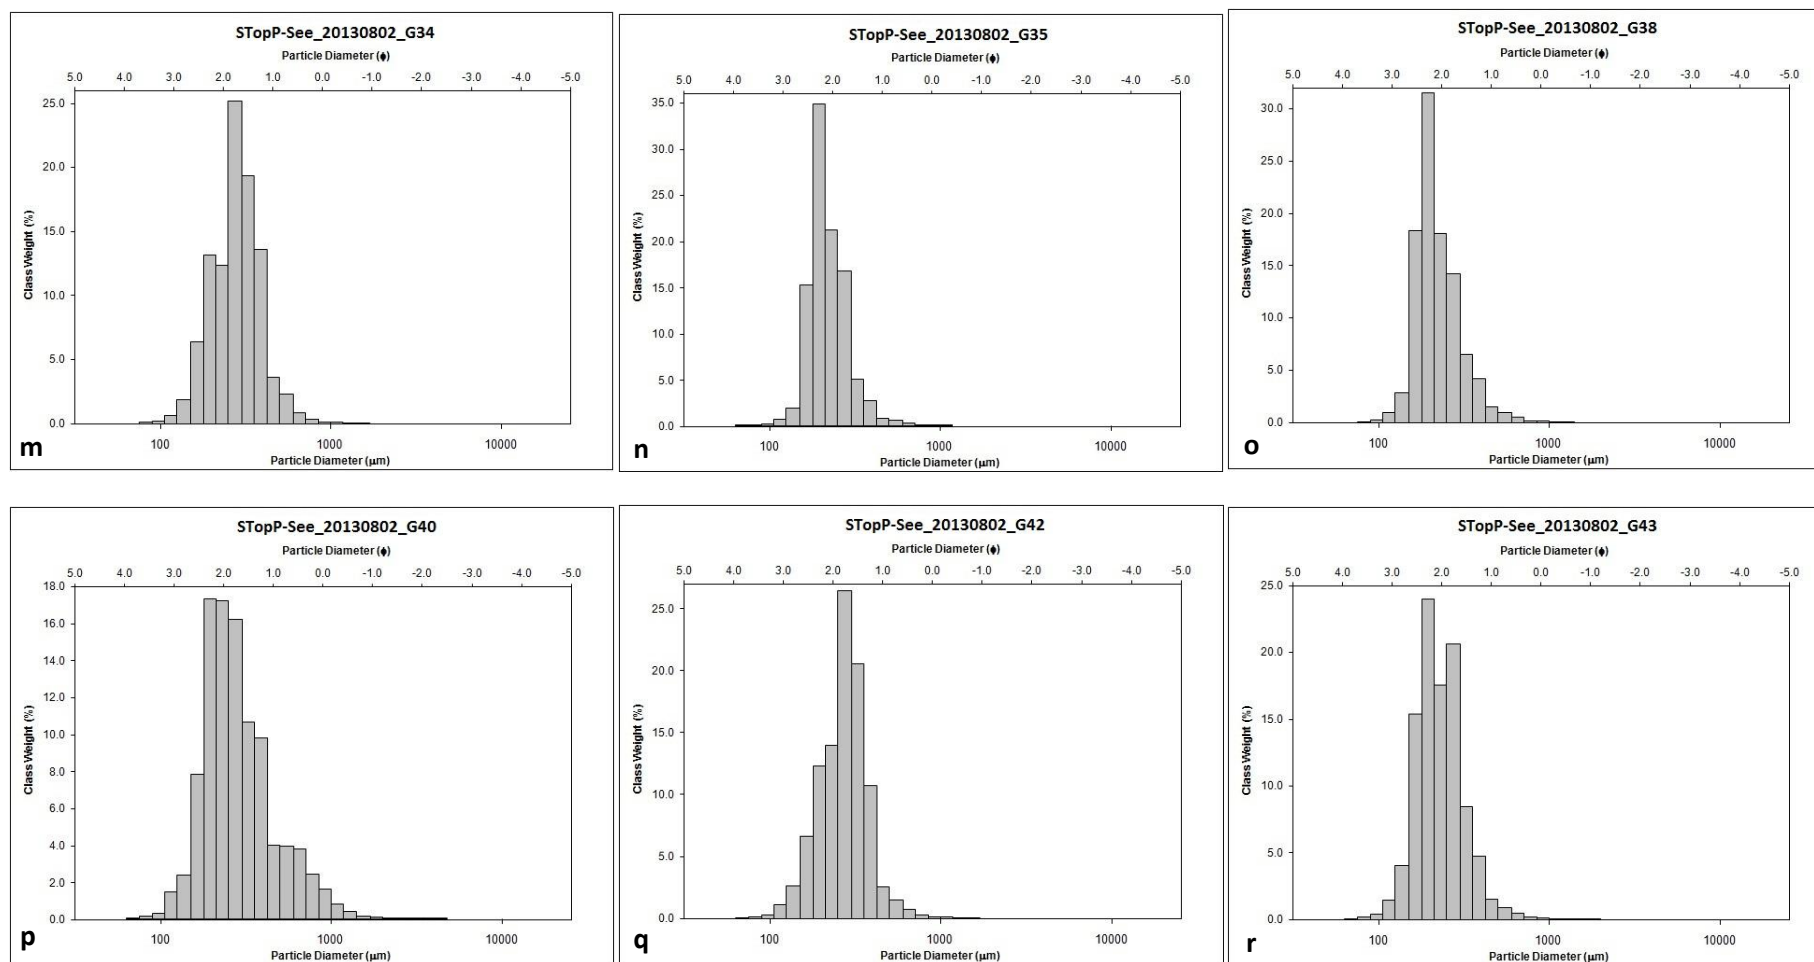 STopP-See_20130802_G34
Particle Diameter (ϕ)
5.0 4.0 3.0 2.0 1.0 0.0 -1.0 -2.0 -3.0 -4.0 -5.0
25.0
20.0
15.0
10.0
5.0
0.0
Class Weight (%)
100 1000 10000
Particle Diameter (μm)
m
STopP-See_20130802_G35
Particle Diameter (ϕ)
5.0 4.0 3.0 2.0 1.0 0.0 -1.0 -2.0 -3.0 -4.0 -5.0
35.0
30.0
25.0
20.0
15.0
10.0
5.0
0.0
Class Weight (%)
100 1000 10000
Particle Diameter (μm)
n
STopP-See_20130802_G38
Particle Diameter (ϕ)
5.0 4.0 3.0 2.0 1.0 0.0 -1.0 -2.0 -3.0 -4.0 -5.0
30.0
25.0
20.0
15.0
10.0
5.0
0.0
Class Weight (%)
100 1000 10000
Particle Diameter (μm)
o
STopP-See_20130802_G40
Particle Diameter (ϕ)
5.0 4.0 3.0 2.0 1.0 0.0 -1.0 -2.0 -3.0 -4.0 -5.0
18.0
16.0
14.0
12.0
10.0
8.0
6.0
4.0
2.0
0.0
Class Weight (%)
100 1000 10000
Particle Diameter (μm)
p
STopP-See_20130802_G42
Particle Diameter (ϕ)
5.0 4.0 3.0 2.0 1.0 0.0 -1.0 -2.0 -3.0 -4.0 -5.0
25.0
20.0
15.0
10.0
5.0
0.0
Class Weight (%)
100 1000 10000
Particle Diameter (μm)
q
STopP-See_20130802_G43
Particle Diameter (ϕ)
5.0 4.0 3.0 2.0 1.0 0.0 -1.0 -2.0 -3.0 -4.0 -5.0
25.0
20.0
15.0
10.0
5.0
0.0
Class Weight (%)
100 1000 10000
Particle Diameter (μm)
r